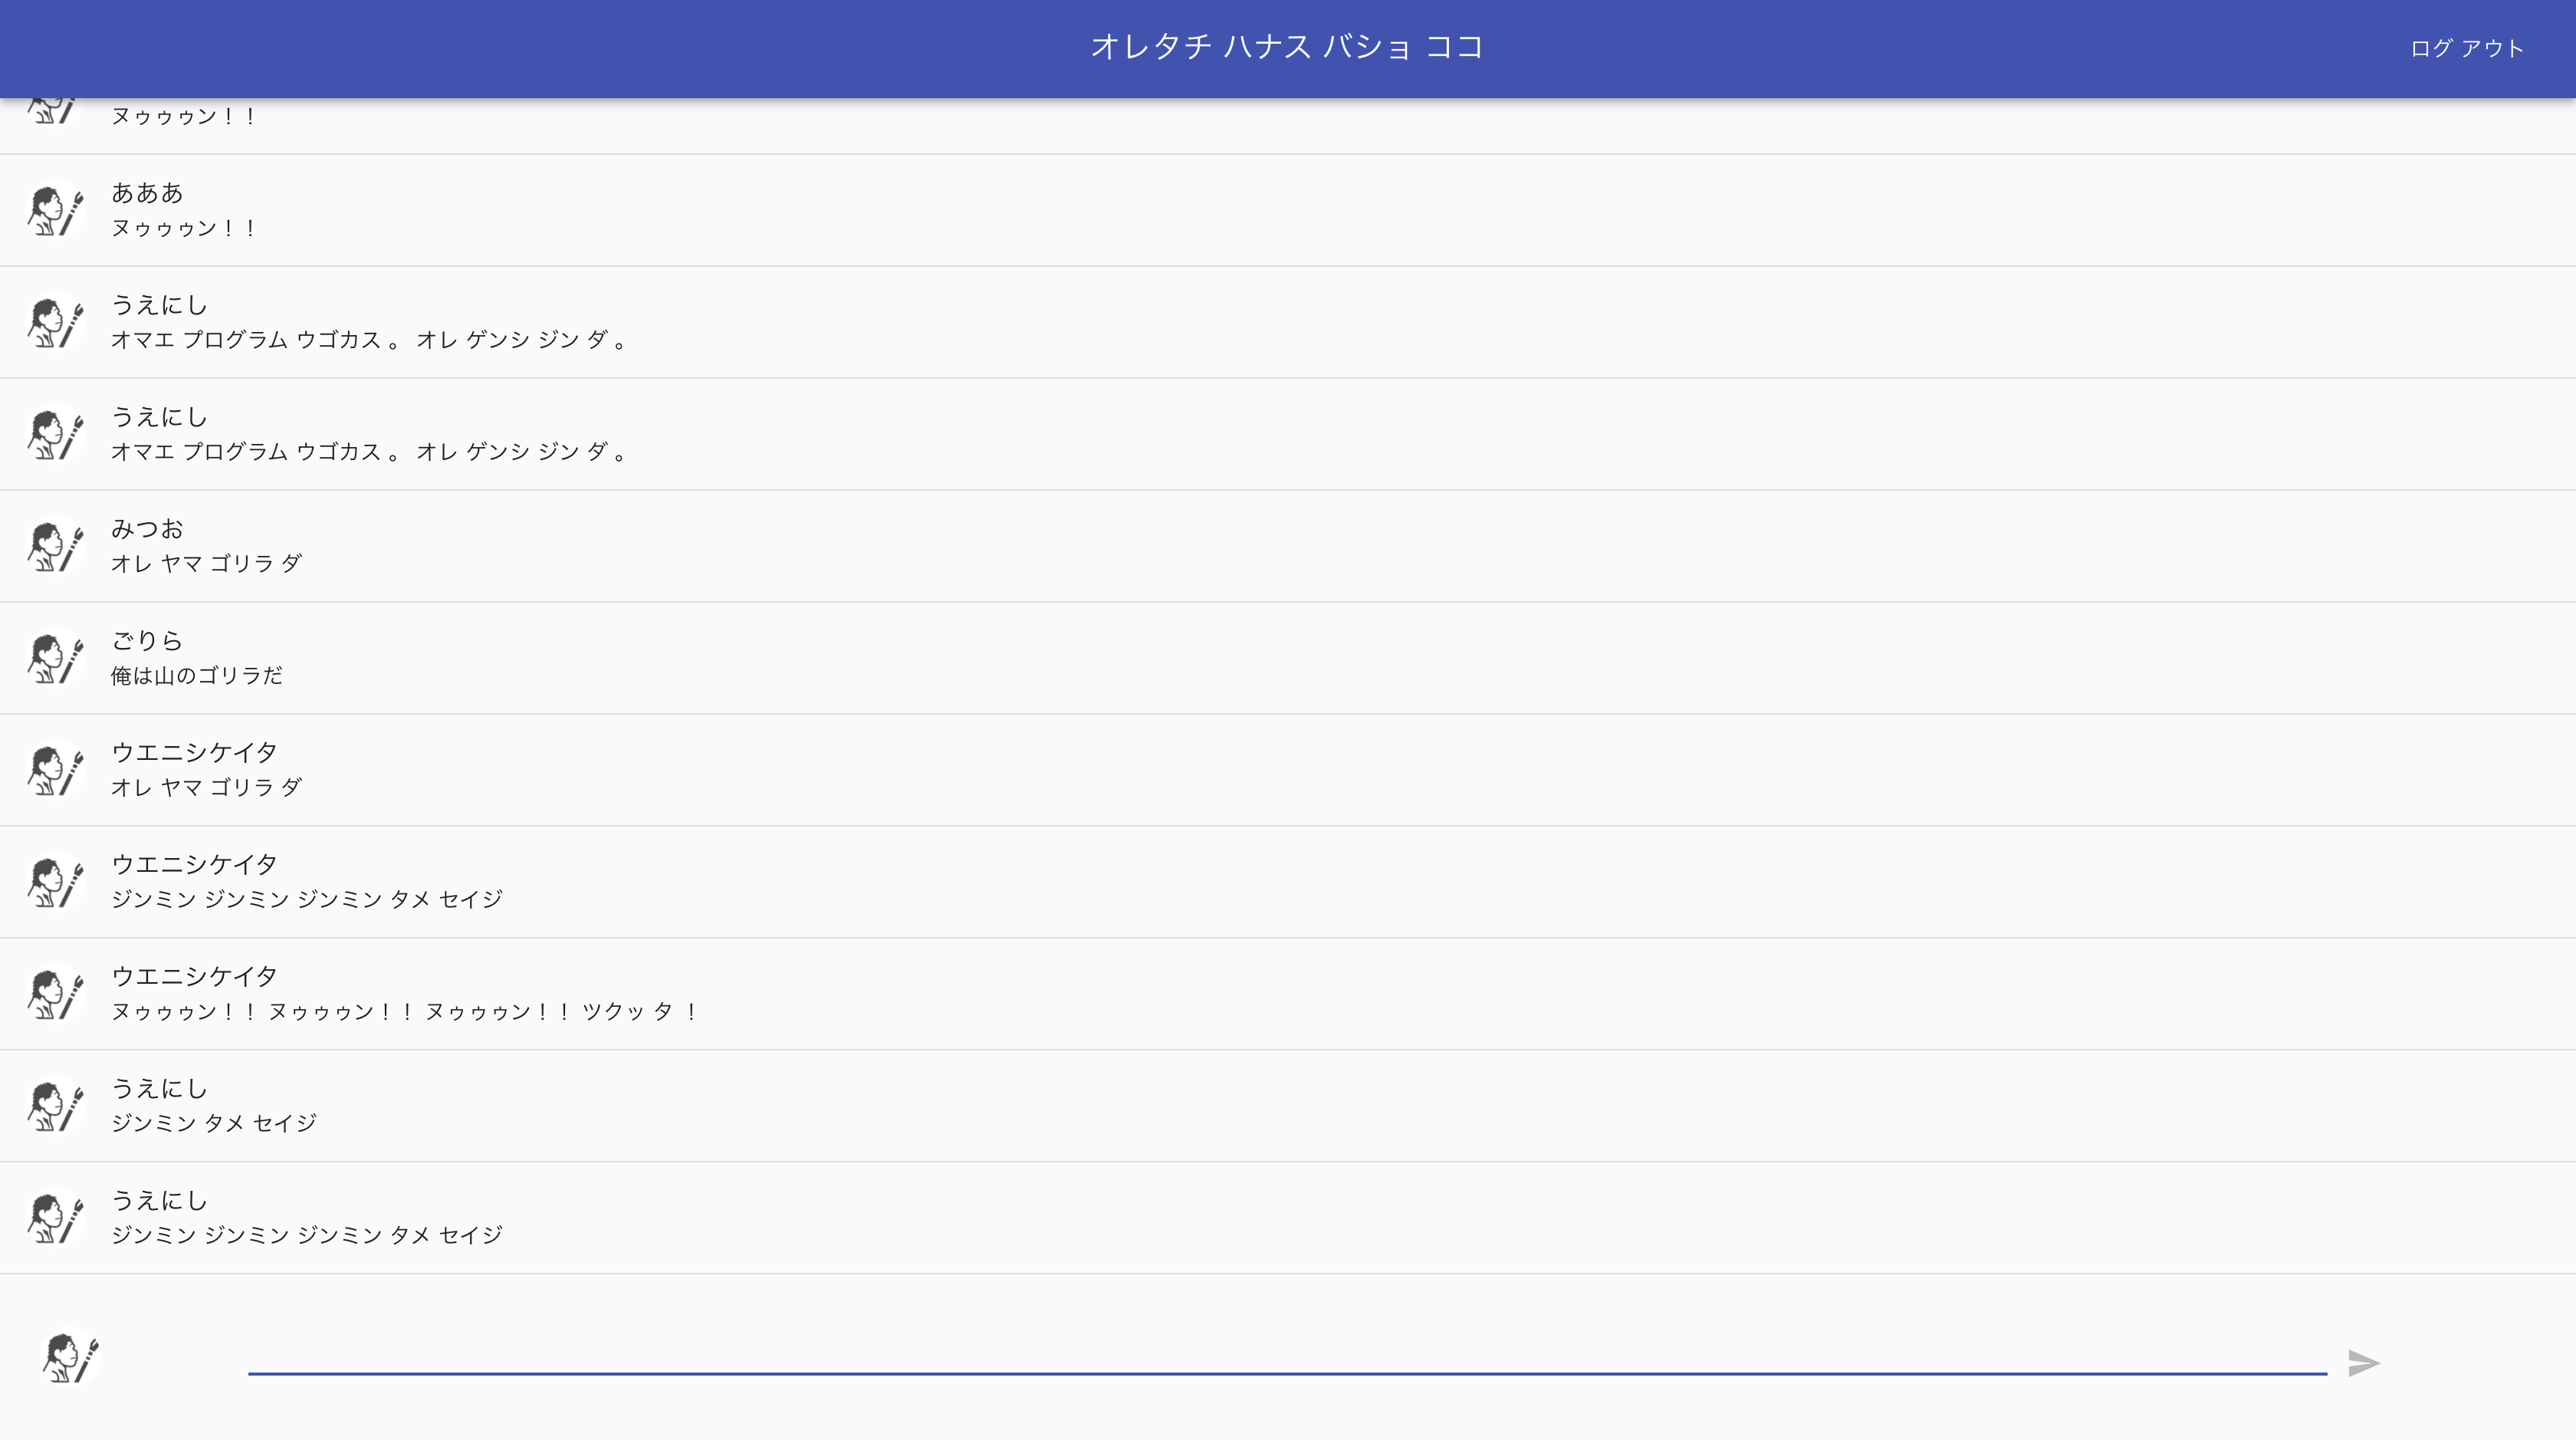 オレタチ ハナス バショ ココ
ログ アウト
ヌゥゥゥン！！
あああ
ヌゥゥゥン！！
うえにし
オマエ プログラム ウゴカス 。 オレ ゲンシ ジン ダ 。
うえにし
オマエ プログラム ウゴカス 。 オレ ゲンシ ジン ダ 。
みつお
オレ ヤマ ゴリラ ダ
ごりら
俺は山のゴリラだ
ウエニシケイタ
オレ ヤマ ゴリラ ダ
ウエニシケイタ
ジンミン ジンミン ジンミン タメ セイジ
ウエニシケイタ
ヌゥゥゥン！！ ヌゥゥゥン！！ ヌゥゥゥン！！ ツクッ タ ！
うえにし
ジンミン タメ セイジ
うえにし
ジンミン ジンミン ジンミン タメ セイジ